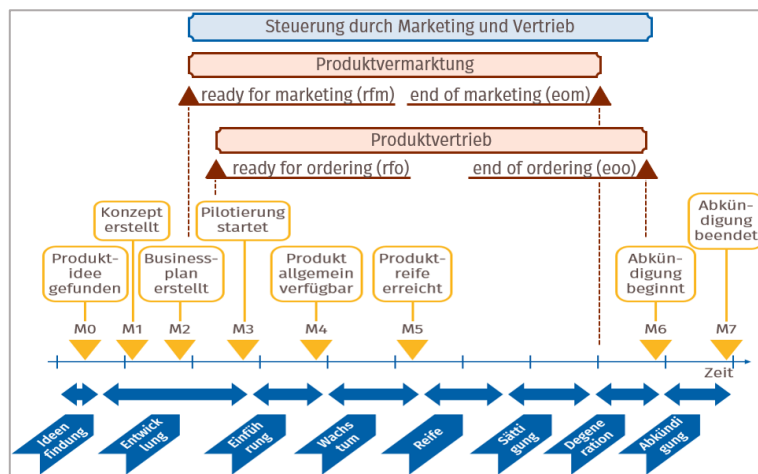 Steuerung durch Marketing und Vertrieb
Produktvermarktung
ready for marketing (rfm)
end of marketing (eom)
Produktvertrieb
ready for ordering (rfo)
end of ordering (eoo)
Produkt-
idee
gefunden
Konzept
erstellt
Business-
plan
erstellt
Pilotierung
startet
Produkt
allgemein
verfügbar
Produkt-
reife
erreicht
Abkün-
digung
beginnt
Abkün-
digung
beendet
M0
M1
M2
M3
M4
M5
M6
M7
Zeit
Ideen
findung
Entwick
lung
Einfüh
rung
Wachs
tum
Reife
Sätti
gung
Degene
ration
Abkündi
gung